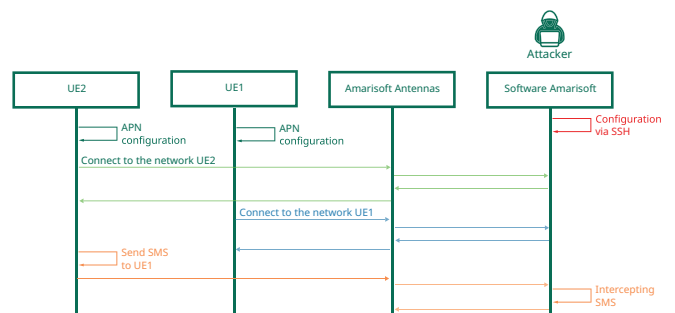 Attacker
UE2
UE1
Amarisoft Antennas
Software Amarisoft
APN
configuration
APN
configuration
Configuration
via SSH
Connect to the network UE2
Connect to the network UE1
Send SMS
to UE1
Intercepting
SMS